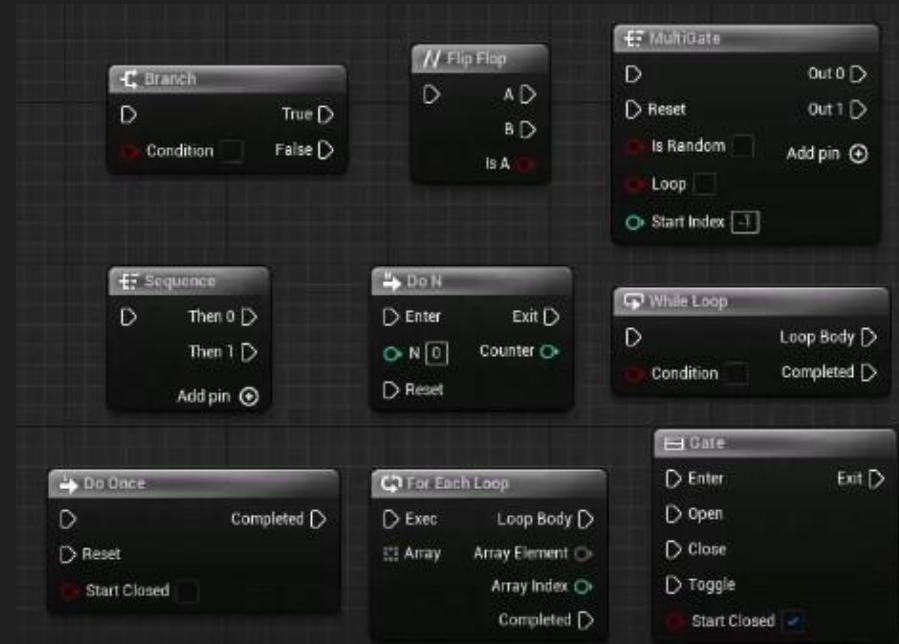 Branch
True
Condition
False
Flip Flop
A
B
Is A
MultiGate
Out 0
Reset
Out 1
Is Random
Add pin
Loop
Start Index -1
Sequence
Then 0
Then 1
Add pin
Do N
Enter
Exit
N 0
Counter
Reset
While Loop
Loop Body
Condition
Completed
Do Once
Completed
Reset
Start Closed
For Each Loop
Exec
Loop Body
Array
Array Element
Array Index
Completed
Gate
Enter
Exit
Open
Close
Toggle
Start Closed